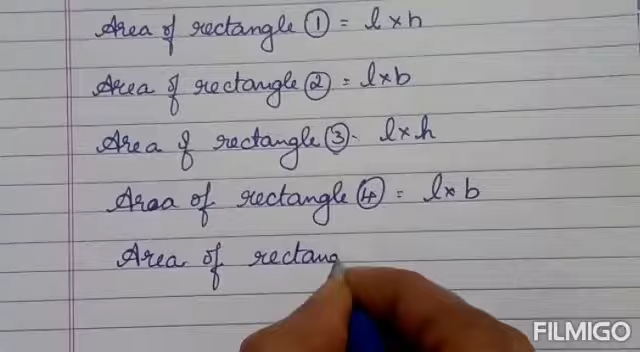 Area of rectangle ① = l × h
Area of rectangle ② = l × b
Area of rectangle ③ - l × h
Area of rectangle ④ = l × b
Area of rectang
FILMIGO